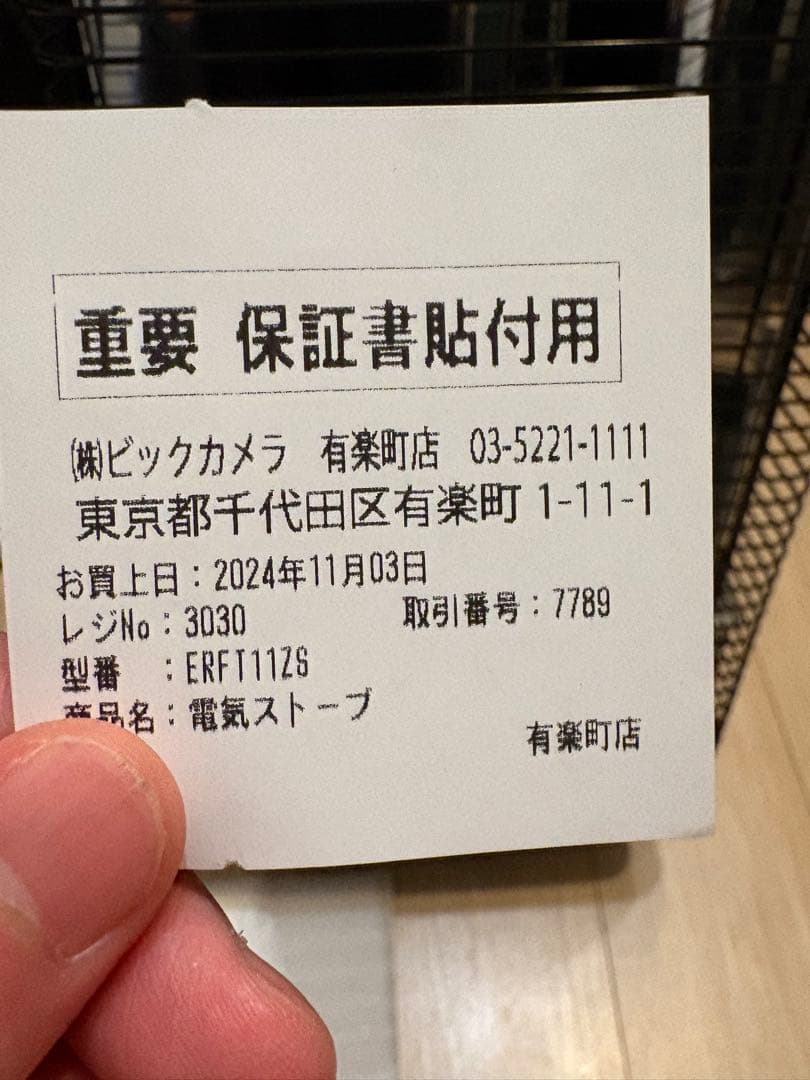 重要 保証書貼付用
㈱ビックカメラ 有楽町店 03-5221-1111
東京都千代田区有楽町1-11-1
お買上日：2024年11月03日
レジNo：3030 取引番号：7789
型番 ：ERFT11ZS
商品名：電気ストーブ
有楽町店